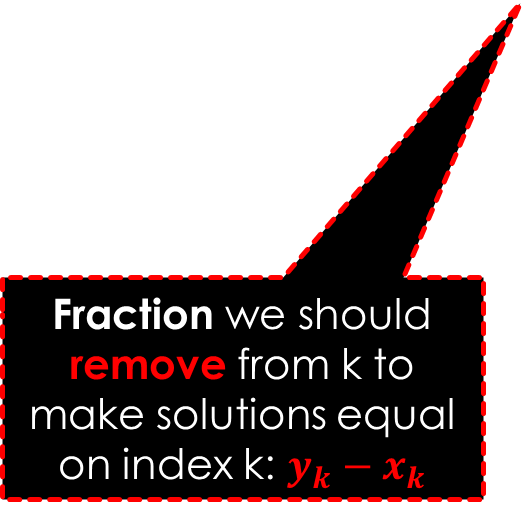 Fraction we should
remove from k to
make solutions equal
on index k: yₖ − xₖ